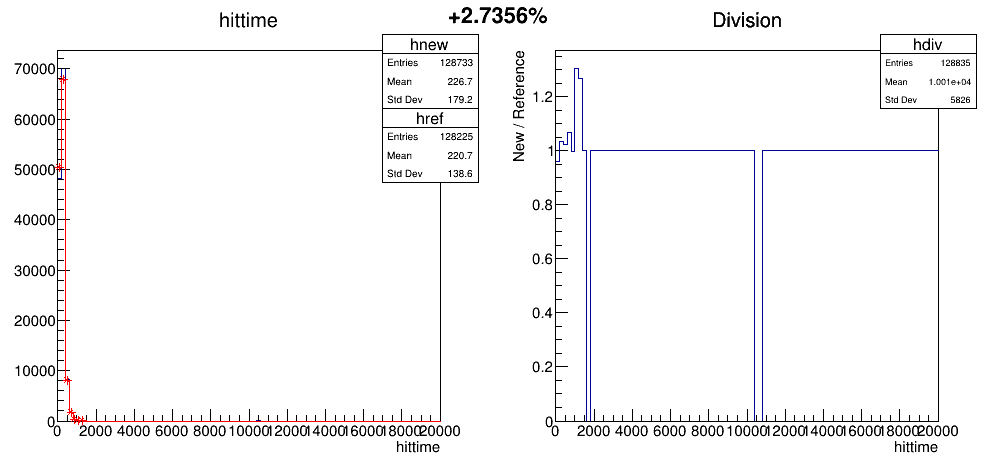 +2.7356%
hittime
hnew
Entries 128733
Mean 226.7
Std Dev 179.2
href
Entries 128225
Mean 220.7
Std Dev 138.6
70000
60000
50000
40000
30000
20000
10000
0
0 2000 4000 6000 8000 10000 12000 14000 16000 18000 20000
hittime
Division
hdiv
Entries 128835
Mean 1.001e+04
Std Dev 5826
New / Reference
1.2
1
0.8
0.6
0.4
0.2
0
0 2000 4000 6000 8000 10000 12000 14000 16000 18000 20000
hittime